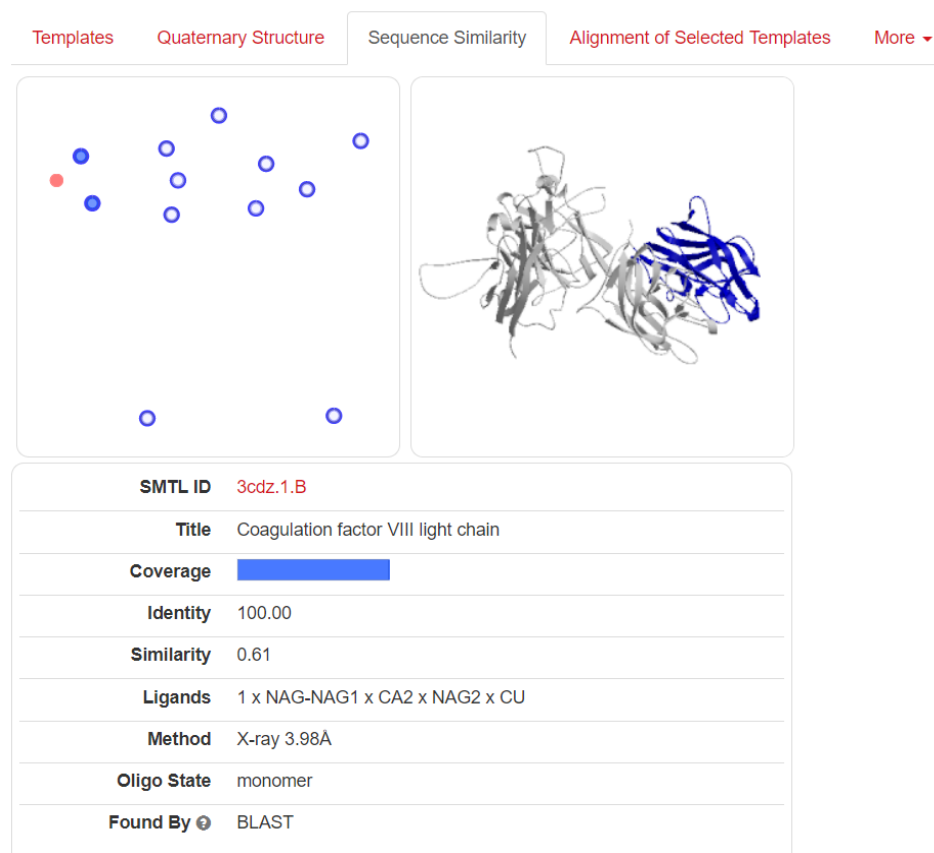 Templates Quaternary Structure Sequence Similarity Alignment of Selected Templates More
SMTL ID 3cdz.1.B
Title Coagulation factor VIII light chain
Coverage
Identity 100.00
Similarity 0.61
Ligands 1 x NAG-NAG1 x CA2 x NAG2 x CU
Method X-ray 3.98Å
Oligo State monomer
Found By ? BLAST